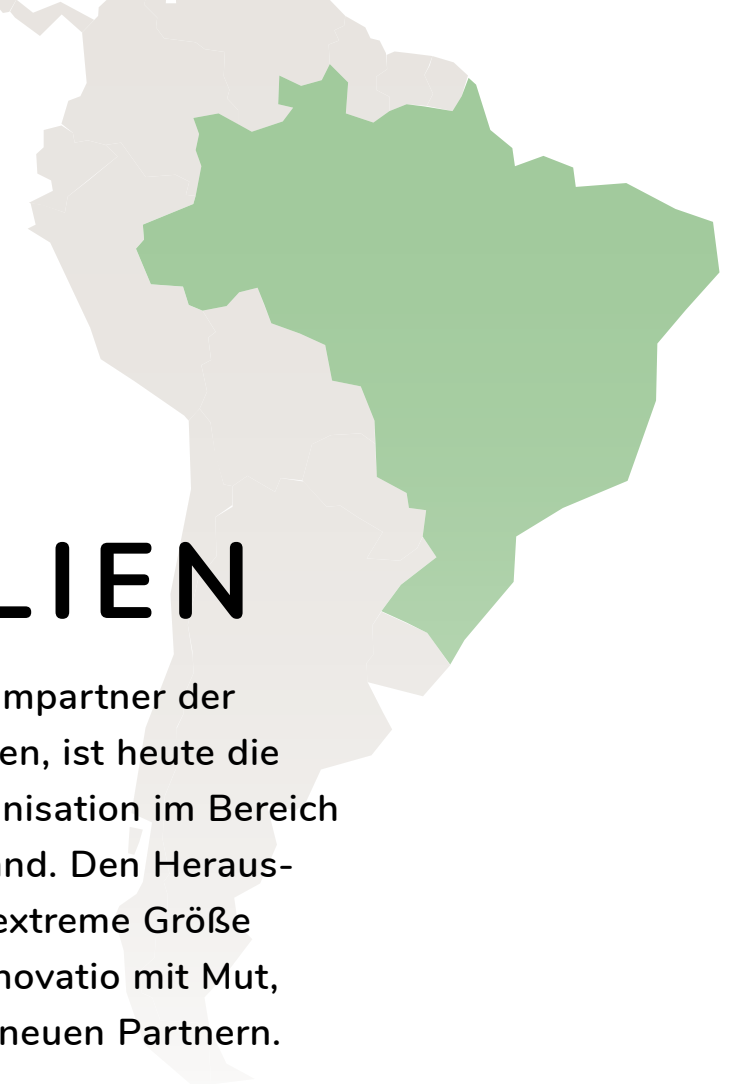 LIEN
mpartner der
en, ist heute die
nisation im Bereich
nd. Den Heraus-
extreme Größe
novatio mit Mut,
neuen Partnern.